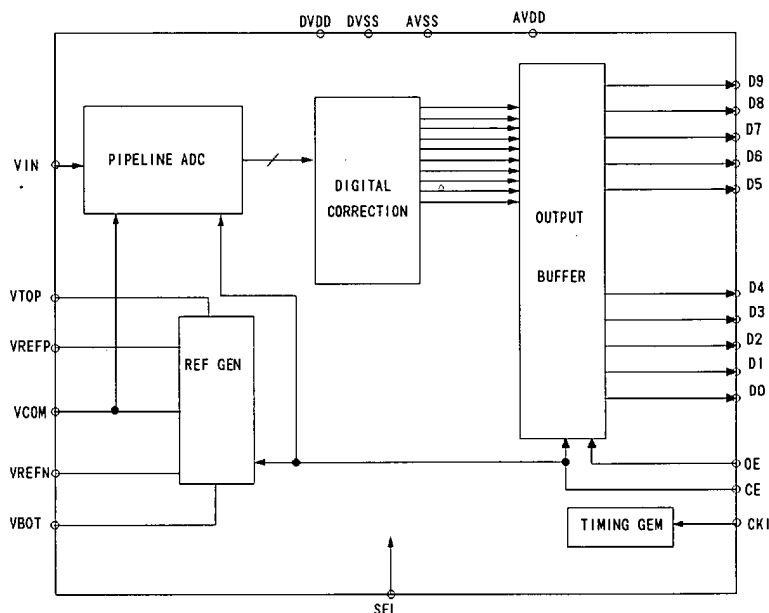 DVDD DVSS AVSS AVDD
D9
D8
D7
D6
D5
VIN
PIPELINE ADC
DIGITAL
CORRECTION
OUTPUT
BUFFER
VTOP
VREFP
VCOM
VREFN
VBOT
REF GEN
D4
D3
D2
D1
D0
OE
CE
TIMING GEM
CKI
SEL